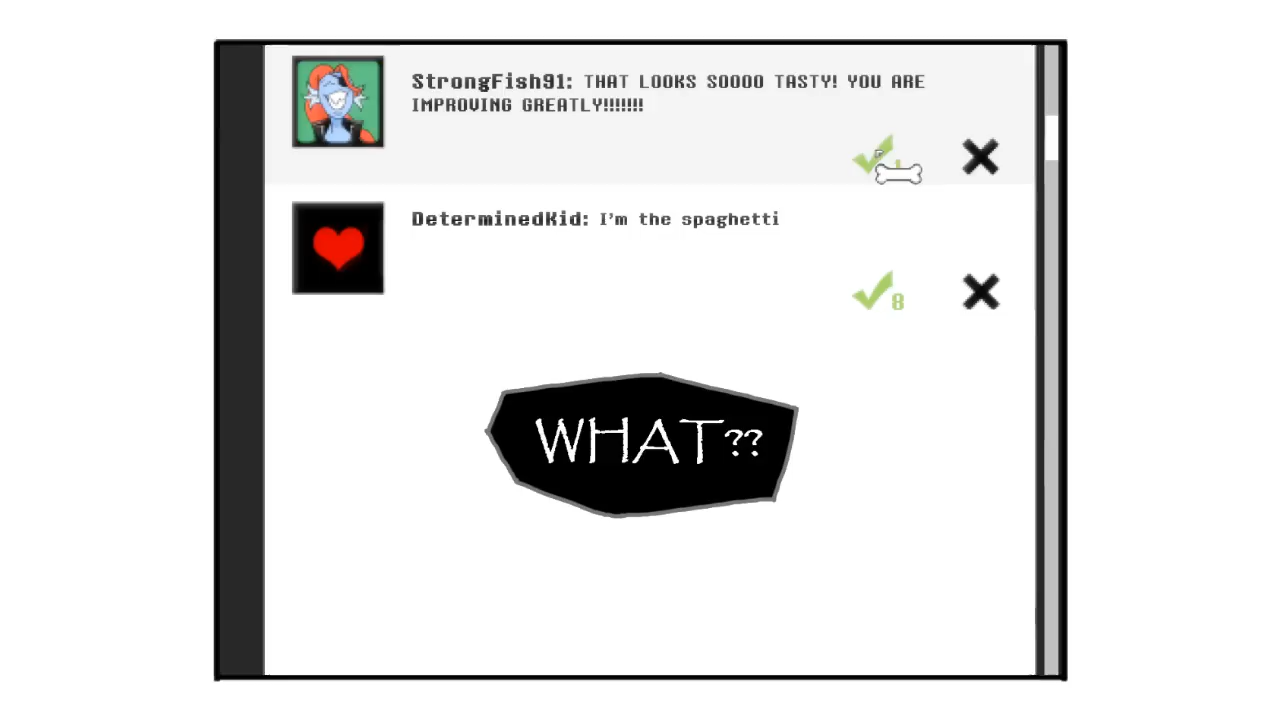 StrongFish91: THAT LOOKS SOOOO TASTY! YOU ARE
IMPROVING GREATLY!!!!!!!
DeterminedKid: I'm the spaghetti
8
WHAT??